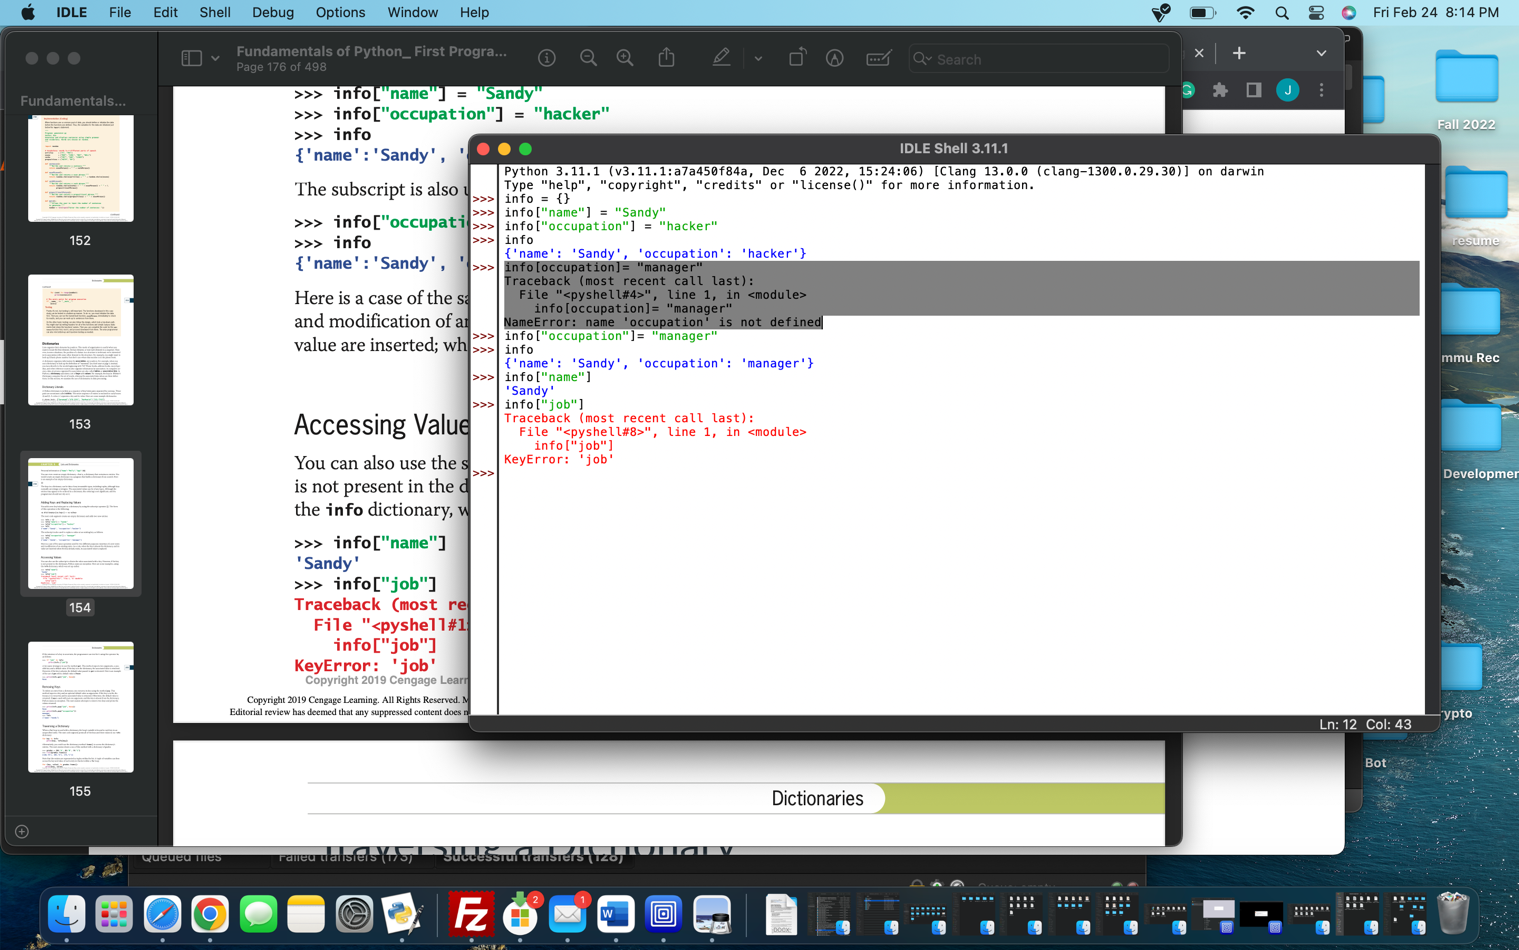 IDLE File Edit Shell Debug Options Window Help Fri Feb 24 8:14 PM
Fundamentals of Python_ First Progra...
Page 176 of 498
Search
J
Fundamentals...
152
153
154
155
>>> info["name"] = "Sandy"
>>> info["occupation"] = "hacker"
>>> info
{'name':'Sandy',
The subscript is also
>>> info["occupati
>>> info
{'name':'Sandy',
Here is a case of the sa
and modification of an
value are inserted; wh
Accessing Value
You can also use the s
is not present in the d
the info dictionary, w
>>> info["name"]
'Sandy'
>>> info["job"]
Traceback (most re
File "<pyshell#1
info["job"]
KeyError: 'job'
Copyright 2019 Cengage Lear
Copyright 2019 Cengage Learning. All Rights Reserved. M
Editorial review has deemed that any suppressed content does n
Dictionaries
IDLE Shell 3.11.1
Python 3.11.1 (v3.11.1:a7a450f84a, Dec  6 2022, 15:24:06) [Clang 13.0.0 (clang-1300.0.29.30)] on darwin
Type "help", "copyright", "credits" or "license()" for more information.
>>> info = {}
>>> info["name"] = "Sandy"
>>> info["occupation"] = "hacker"
>>> info
{'name': 'Sandy', 'occupation': 'hacker'}
>>> info[occupation]= "manager"
Traceback (most recent call last):
File "<pyshell#4>", line 1, in <module>
info[occupation]= "manager"
NameError: name 'occupation' is not defined
>>> info["occupation"]= "manager"
>>> info
{'name': 'Sandy', 'occupation': 'manager'}
>>> info["name"]
'Sandy'
>>> info["job"]
Traceback (most recent call last):
File "<pyshell#8>", line 1, in <module>
info["job"]
KeyError: 'job'
>>>
Ln: 12 Col: 43
Fall 2022
resume
mmu Rec
Developmen
rypto
Bot
Traversing a Dictionary
Queued files Failed transfers (173) Successful transfers (128)
Fz
2
1
W
DOCX